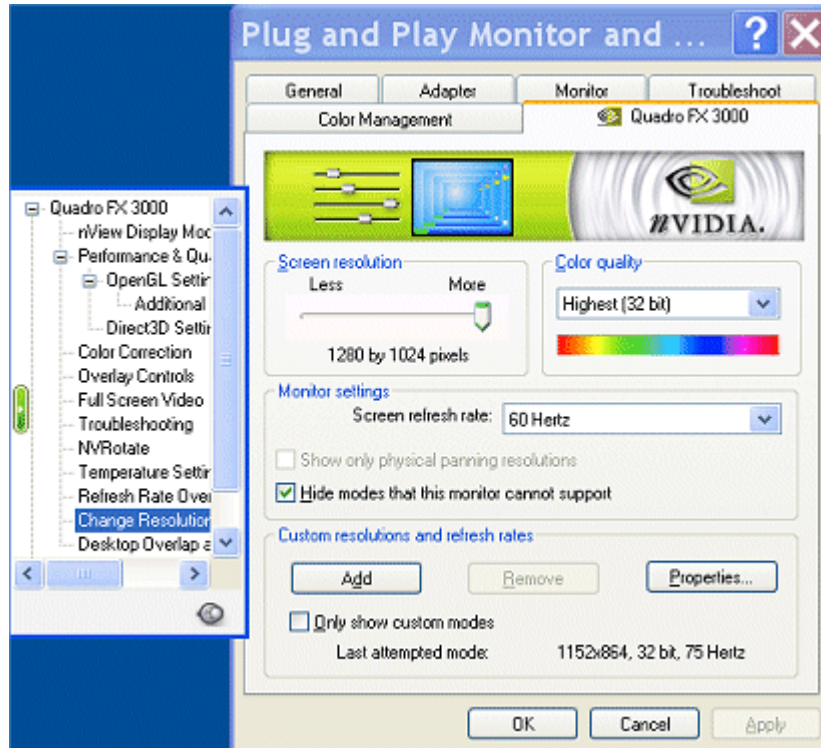 Plug and Play Monitor and ...
General Adapter Monitor Troubleshoot
Color Management Quadro FX 3000
nVIDIA.
Quadro FX 3000
nView Display Moc
Performance & Qu
OpenGL Settir
Additional
Direct3D Settir
Color Correction
Overlay Controls
Full Screen Video
Troubleshooting
NVRotate
Temperature Settir
Refresh Rate Over
Change Resolution
Desktop Overlap a
Screen resolution
Less More
1280 by 1024 pixels
Color quality
Highest (32 bit)
Monitor settings
Screen refresh rate: 60 Hertz
Show only physical panning resolutions
Hide modes that this monitor cannot support
Custom resolutions and refresh rates
Add Remove Properties...
Only show custom modes
Last attempted mode: 1152x864, 32 bit, 75 Hertz
OK Cancel Apply